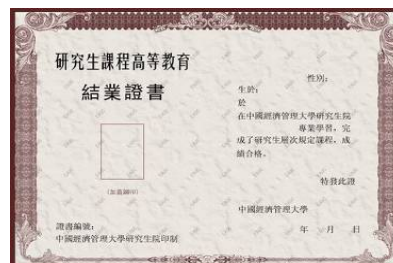 研究生課程高等教育
結業證書
(加蓋鋼印)
證書編號：
中國經濟管理大學研究生院印制
性別：
生於：
於
在中國經濟管理大學研究生院
專業學習，完
成了研究生層次規定課程，成
績合格。
特發此證
中國經濟管理大學
年 月 日